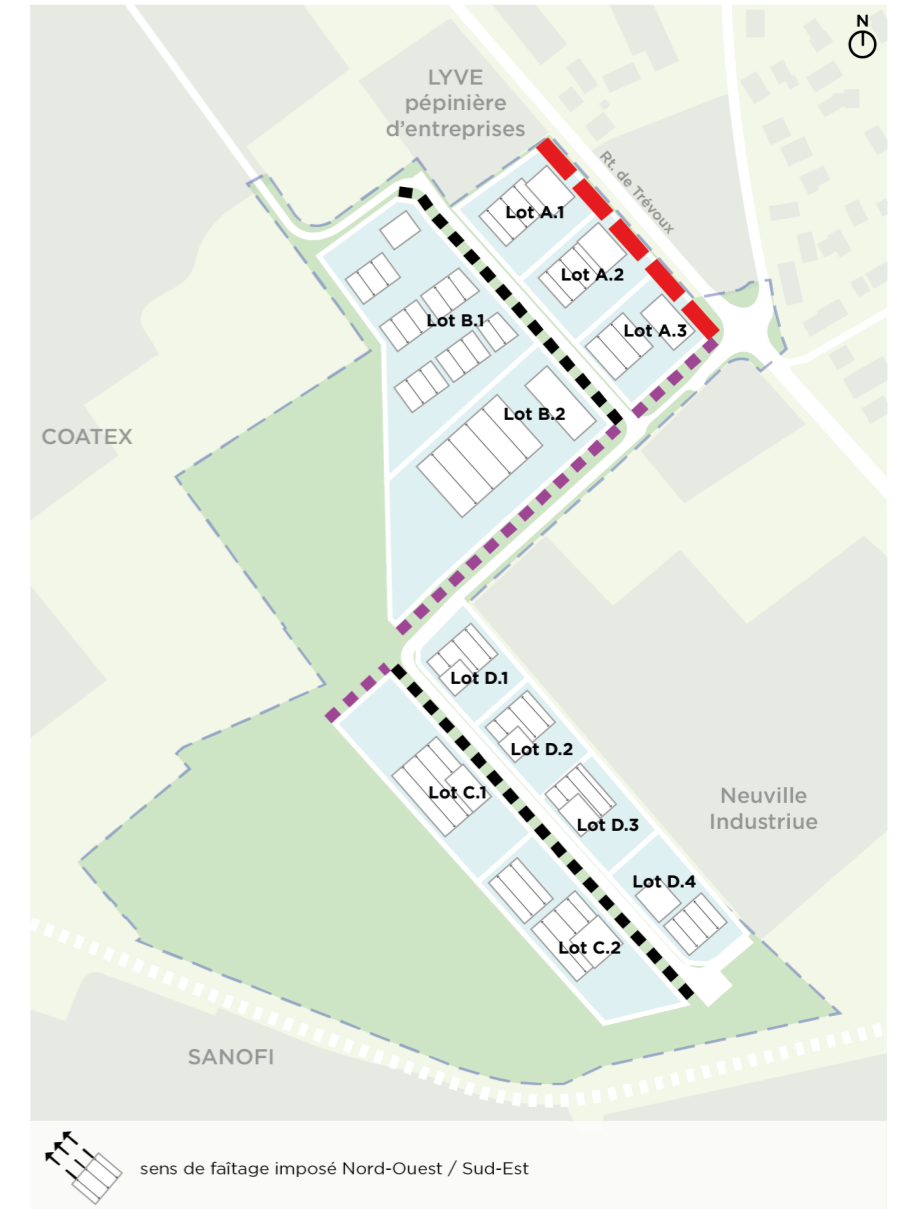 N
LYVE
pépinière
d'entreprises
Rt. de Trévoux
Lot A.1
Lot A.2
Lot A.3
Lot B.1
Lot B.2
COATEX
Lot D.1
Lot D.2
Lot C.1
Lot D.3
Neuville
Industriue
Lot D.4
Lot C.2
SANOFI
sens de faîtage imposé Nord-Ouest / Sud-Est